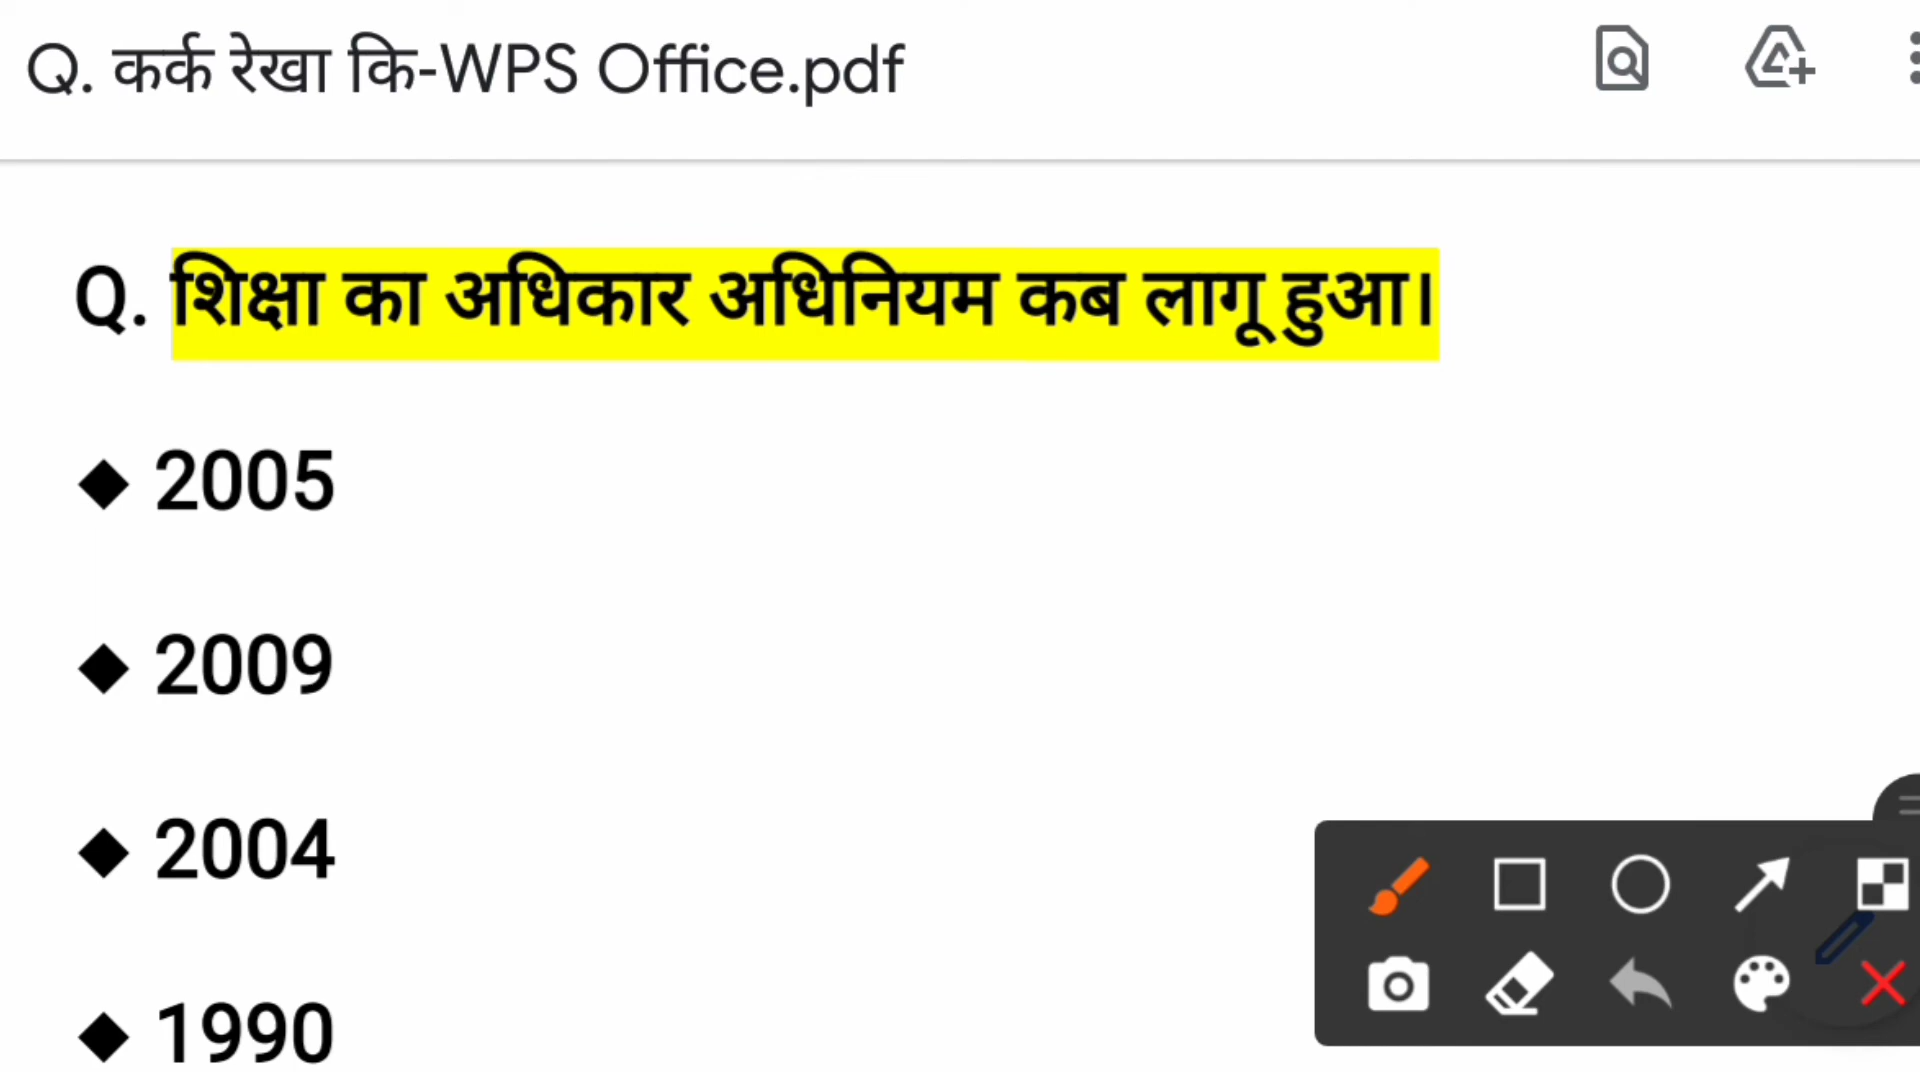 Q. कर्क रेखा कि-WPS Office.pdf
Q. शिक्षा का अधिकार अधिनियम कब लागू हुआ।
◆ 2005
◆ 2009
◆ 2004
◆ 1990